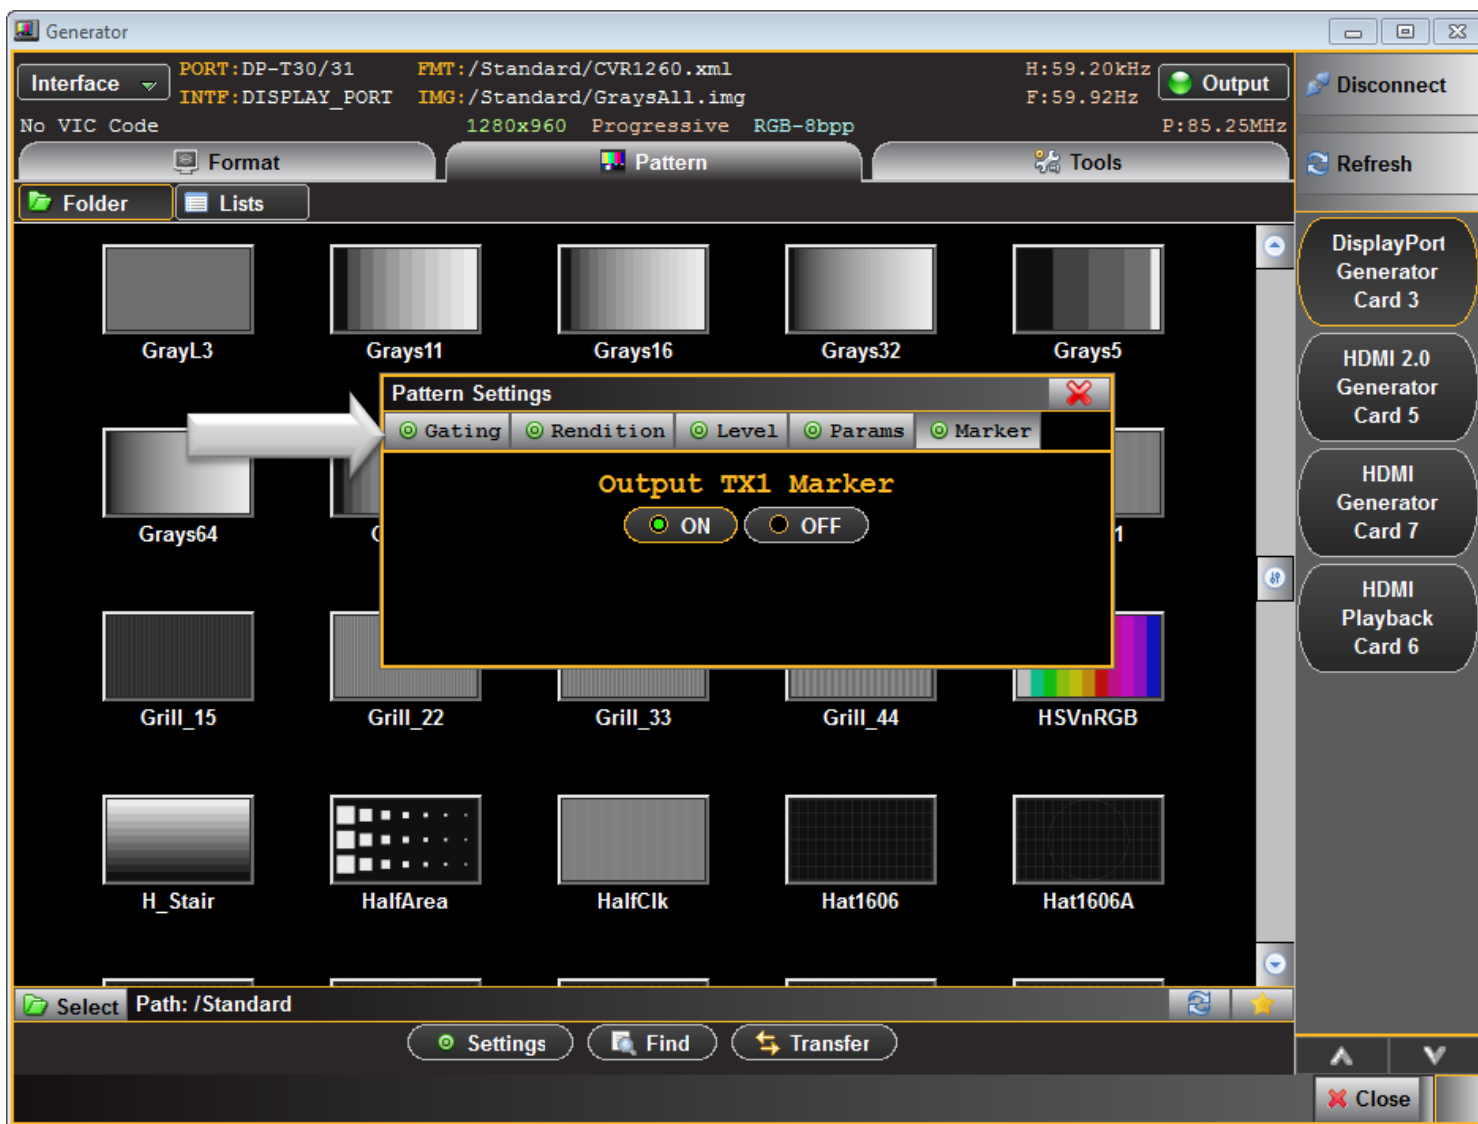 Generator
Interface
PORT:DP-T30/31 FMT:/Standard/CVR1260.xml H:59.20kHz
INTF:DISPLAY_PORT IMG:/Standard/GraysAll.img F:59.92Hz
Output
No VIC Code 1280x960 Progressive RGB-8bpp P:85.25MHz
Disconnect
Refresh
Format Pattern Tools
Folder Lists
GrayL3 Grays11 Grays16 Grays32 Grays5
Pattern Settings
Gating Rendition Level Params Marker
Output TX1 Marker
ON OFF
Grays64
1
Grill_15 Grill_22 Grill_33 Grill_44 HSVnRGB
H_Stair HalfArea HalfClk Hat1606 Hat1606A
Select Path: /Standard
Settings Find Transfer
DisplayPort
Generator
Card 3
HDMI 2.0
Generator
Card 5
HDMI
Generator
Card 7
HDMI
Playback
Card 6
Close